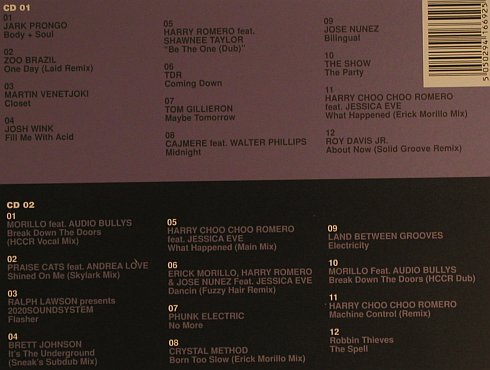 CD 01
01
JARK PRONGO
Body + Soul
02
ZOO BRAZIL
One Day (Laid Remix)
03
MARTIN VENETJOKI
Closet
04
JOSH WINK
Fill Me With Acid
05
HARRY ROMERO feat.
SHAWNEE TAYLOR
"Be The One (Dub)"
06
TDR
Coming Down
07
TOM GILLIERON
Maybe Tomorrow
08
CAJMERE feat. WALTER PHILLIPS
Midnight
09
JOSE NUNEZ
Bilingual
10
THE SHOW
The Party
11
HARRY CHOO CHOO ROMERO
feat. JESSICA EVE
What Happened (Erick Morillo Mix)
12
ROY DAVIS JR.
About Now (Solid Groove Remix)
5 050294 166925
CD 02
01
MORILLO feat. AUDIO BULLYS
Break Down The Doors
(HCCR Vocal Mix)
02
PRAISE CATS feat. ANDREA LOVE
Shined On Me (Skylark Mix)
03
RALPH LAWSON presents
2020SOUNDSYSTEM
Flasher
04
BRETT JOHNSON
It's The Underground
(Sneak's Subdub Mix)
05
HARRY CHOO CHOO ROMERO
feat. JESSICA EVE
What Happened (Main Mix)
06
ERICK MORILLO, HARRY ROMERO
& JOSE NUNEZ Feat. JESSICA EVE
Dancin (Fuzzy Hair Remix)
07
PHUNK ELECTRIC
No More
08
CRYSTAL METHOD
Born Too Slow (Erick Morillo Mix)
09
LAND BETWEEN GROOVES
Electricity
10
MORILLO Feat. AUDIO BULLYS
Break Down The Doors (HCCR Dub)
11
HARRY CHOO CHOO ROMERO
Machine Control (Remix)
12
Robbin Thieves
The Spell